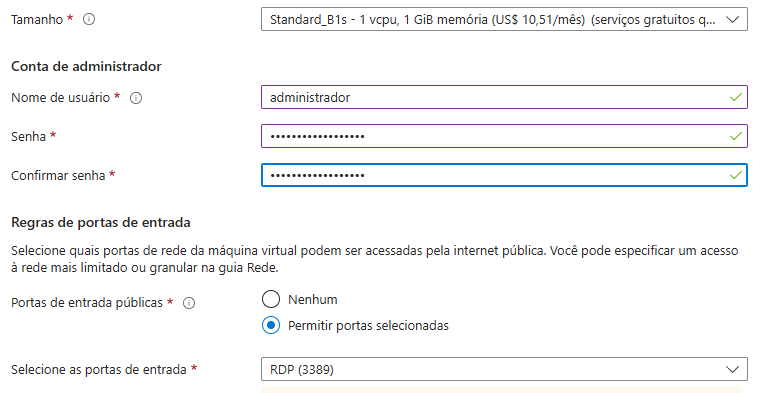 Tamanho * Standard_B1s - 1 vcpu, 1 GiB memória (US$ 10,51/mês) (serviços gratuitos q...
Conta de administrador
Nome de usuário * administrador
Senha * ••••••••••••••••••
Confirmar senha * ••••••••••••••••••
Regras de portas de entrada
Selecione quais portas de rede da máquina virtual podem ser acessadas pela internet pública. Você pode especificar um acesso
à rede mais limitado ou granular na guia Rede.
Portas de entrada públicas * Nenhum
Permitir portas selecionadas
Selecione as portas de entrada * RDP (3389)